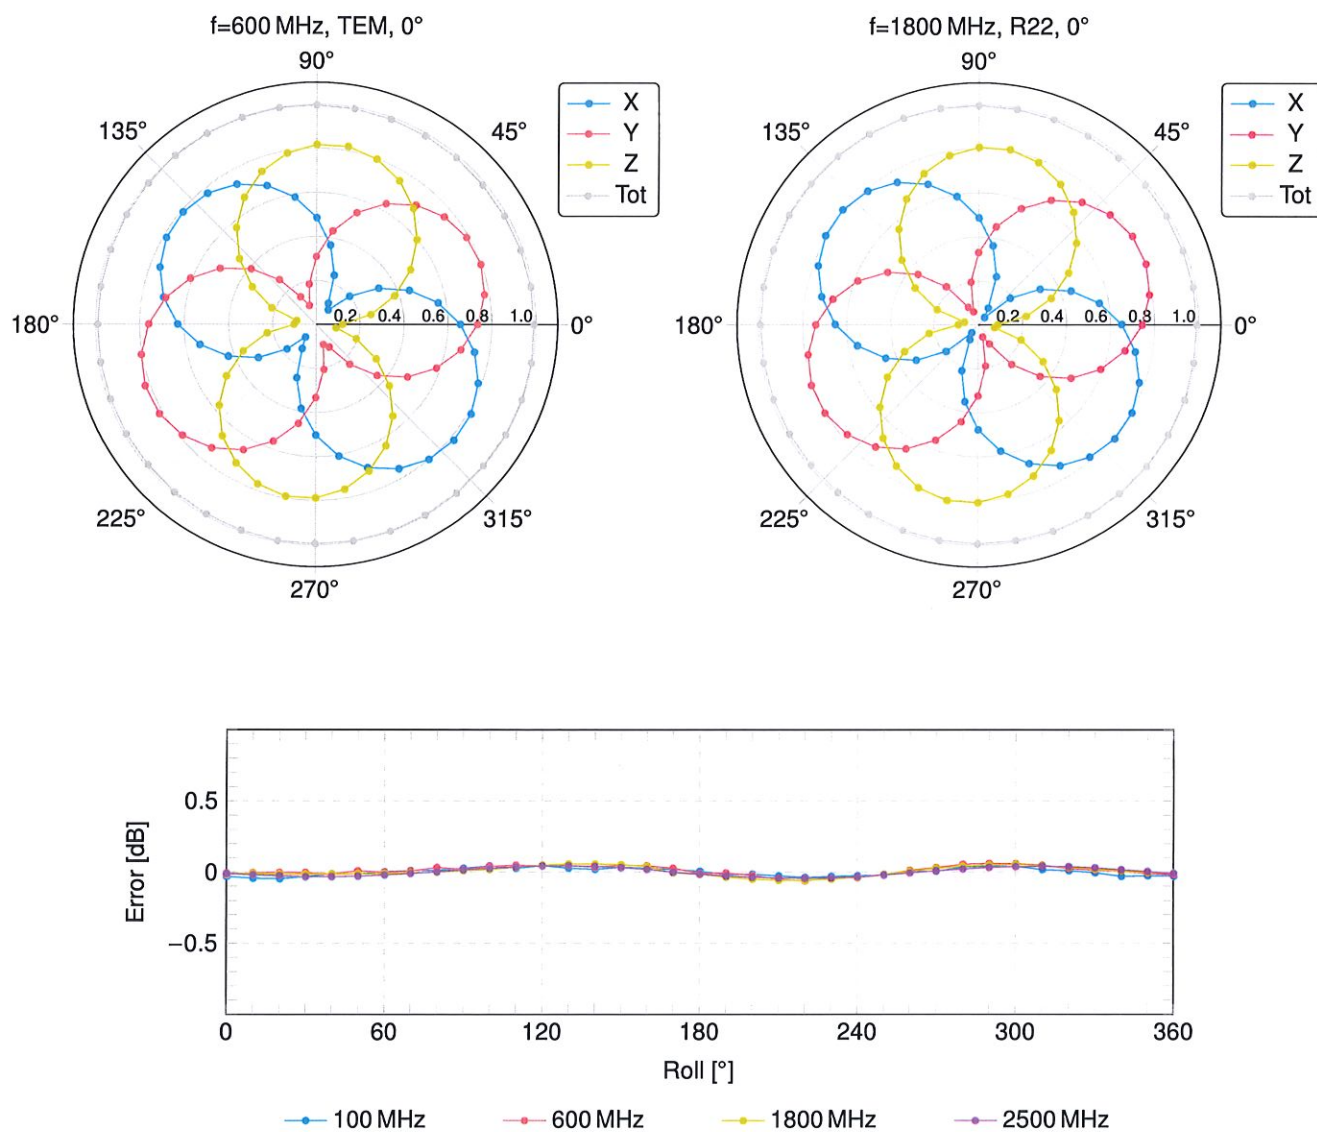 f=600 MHz, TEM, 0°
f=1800 MHz, R22, 0°
90°
90°
135°
45°
X
Y
Z
Tot
135°
45°
X
Y
Z
Tot
180°
0.2 0.4 0.6 0.8 1.0
0°
180°
0.2 0.4 0.6 0.8 1.0
0°
225°
315°
225°
315°
270°
270°
0.5
0
−0.5
Error [dB]
0 60 120 180 240 300 360
Roll [°]
100 MHz 600 MHz 1800 MHz 2500 MHz